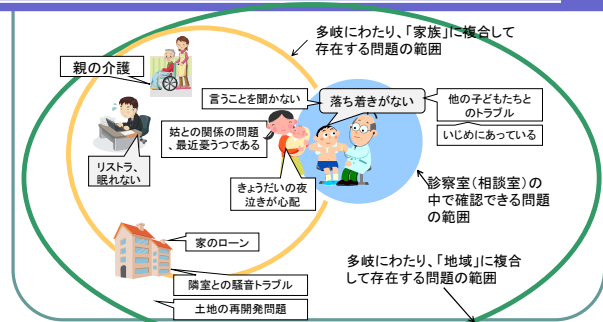 多岐にわたり、「家族」に複合して
存在する問題の範囲
親の介護
言うことを聞かない
落ち着きがない
他の子どもたちと
のトラブル
いじめにあっている
姑との関係の問題
、最近憂うつである
リストラ、
眠れない
きょうだいの夜
泣きが心配
診察室(相談室)の
中で確認できる問題
の範囲
家のローン
多岐にわたり、「地域」に複合
して存在する問題の範囲
隣室との騒音トラブル
土地の再開発問題